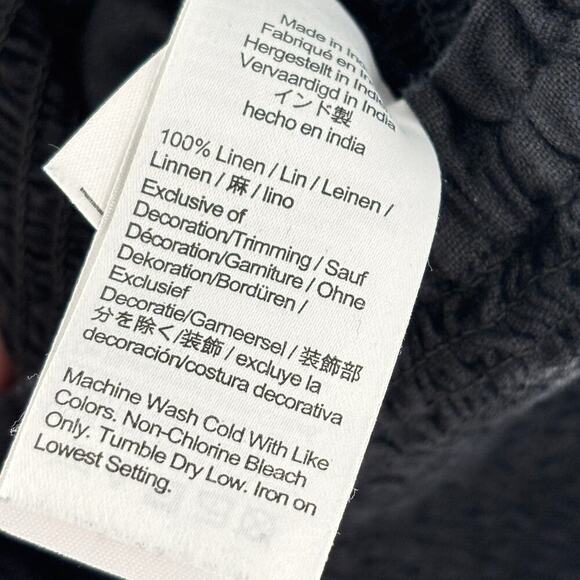 Made in India
Fabriqué en Inde
Hergestellt in Indien
Vervaardigd in India
インド製
hecho en india
100% Linen / Lin / Leinen /
Linnen / 麻 / lino
Exclusive of
Decoration/Trimming / Sauf
Décoration/Garniture / Ohne
Dekoration/Bordüren /
Exclusief
Decoratie/Gameersel / 装飾部
分を除く/装飾 / excluye la
decoración/costura decorativa
Machine Wash Cold With Like
Colors. Non-Chlorine Bleach
Only. Tumble Dry Low. Iron on
Lowest Setting.